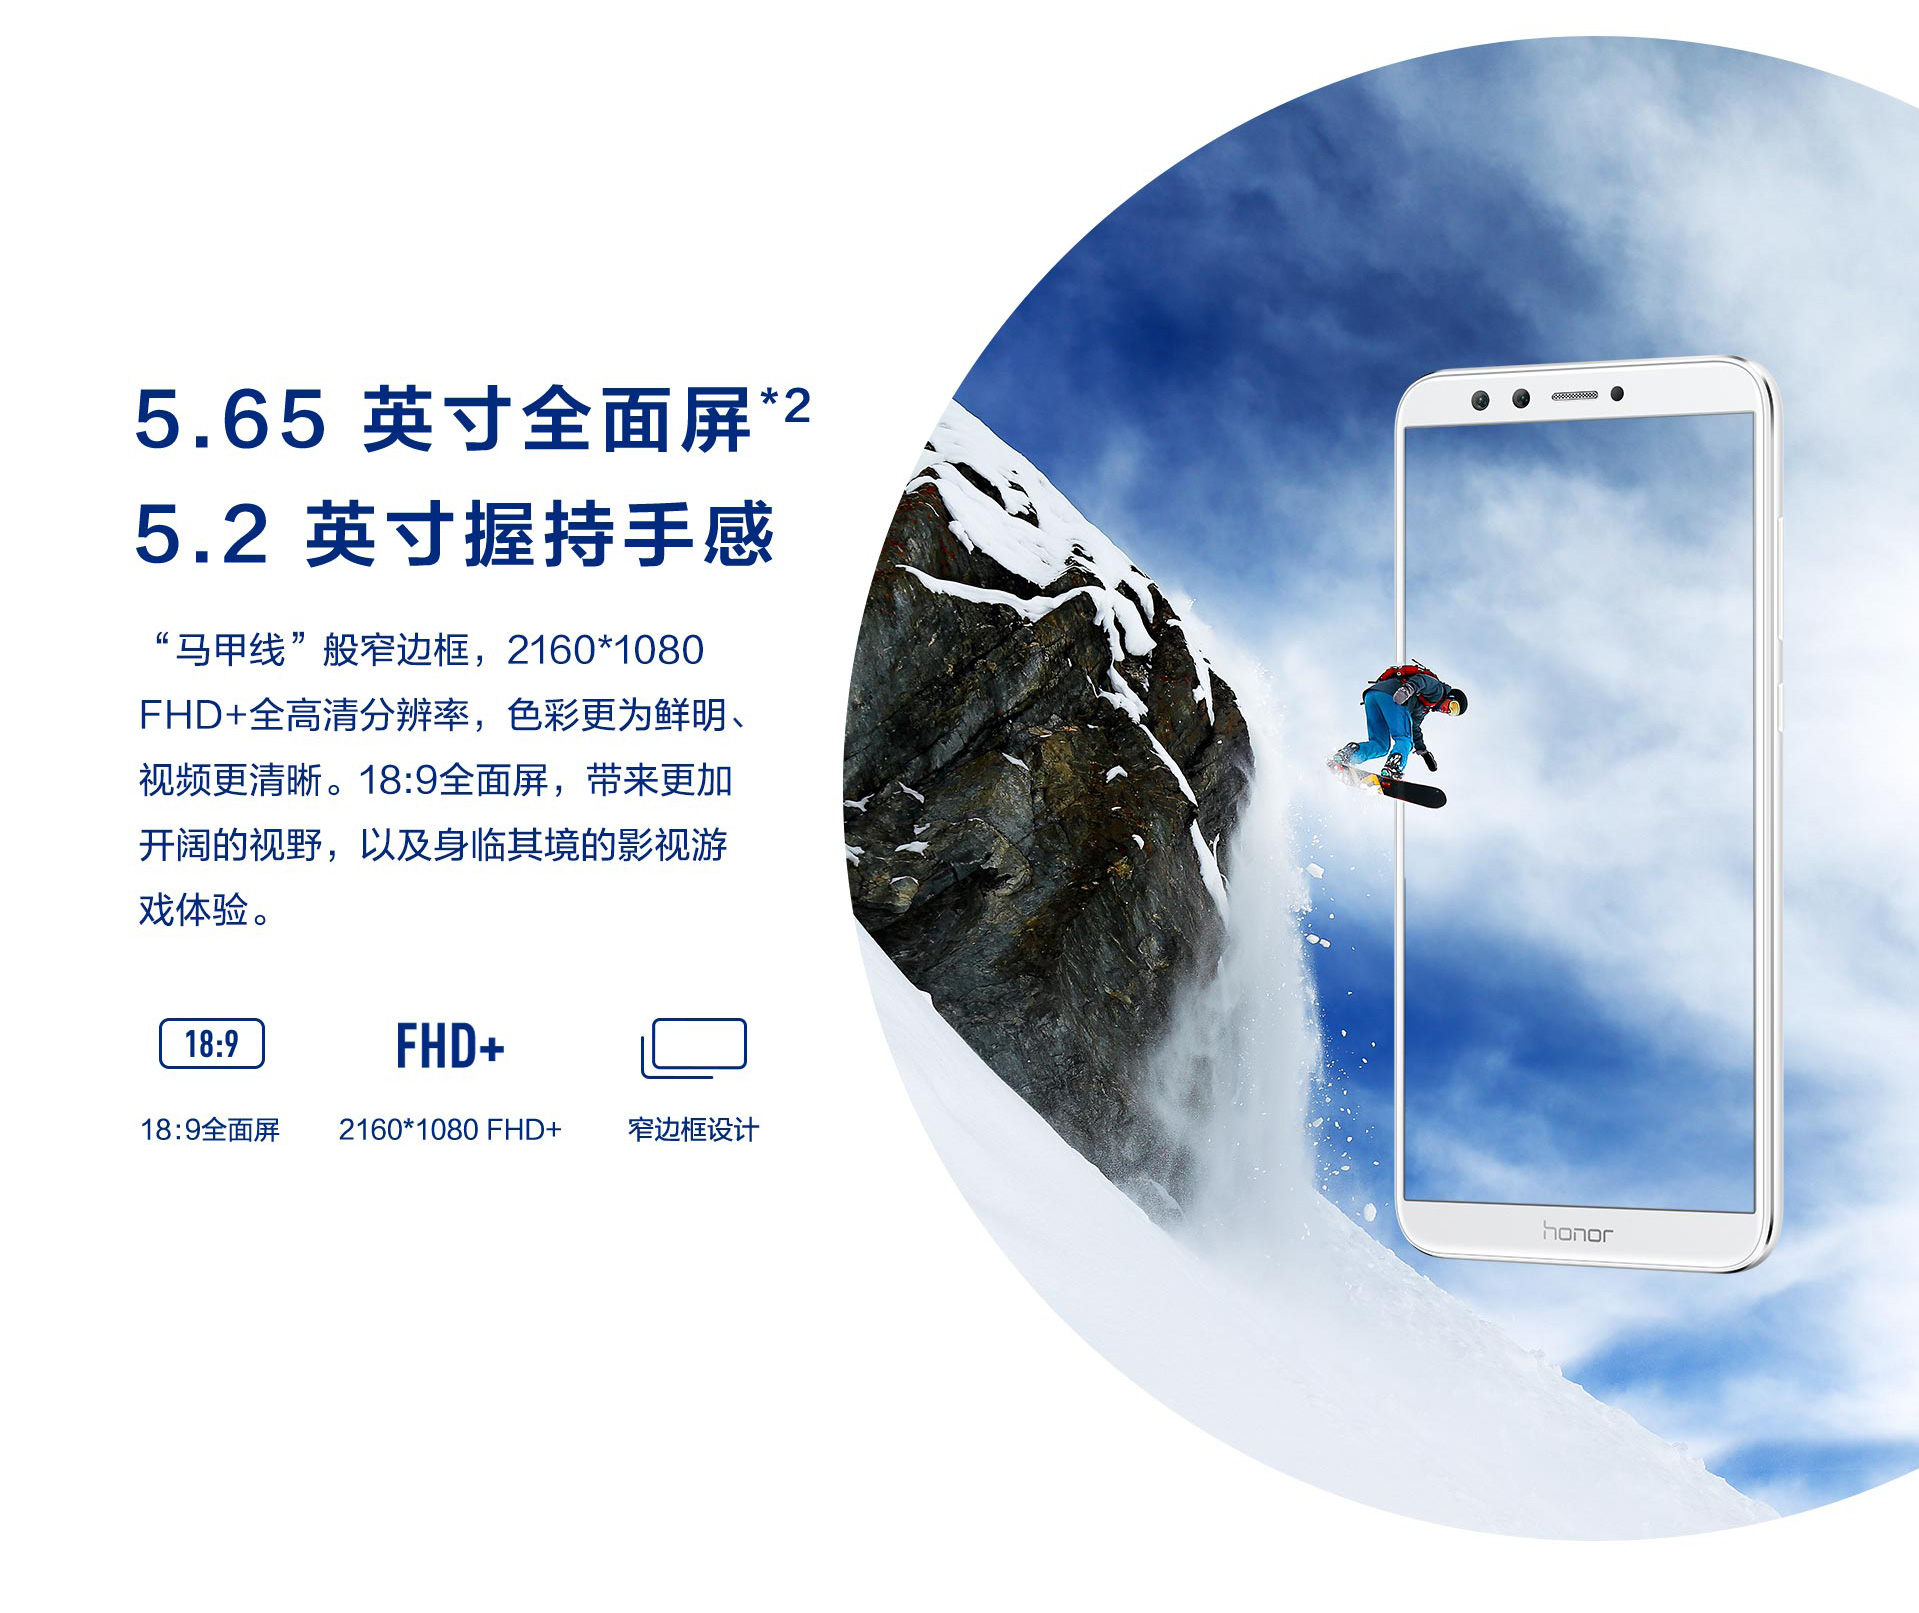 5.65 英寸全面屏*2
5.2 英寸握持手感
“马甲线”般窄边框，2160*1080
FHD+全高清分辨率，色彩更为鲜明、
视频更清晰。18:9全面屏，带来更加
开阔的视野，以及身临其境的影视游
戏体验。
18:9
FHD+
18:9全面屏
2160*1080 FHD+
窄边框设计
honor